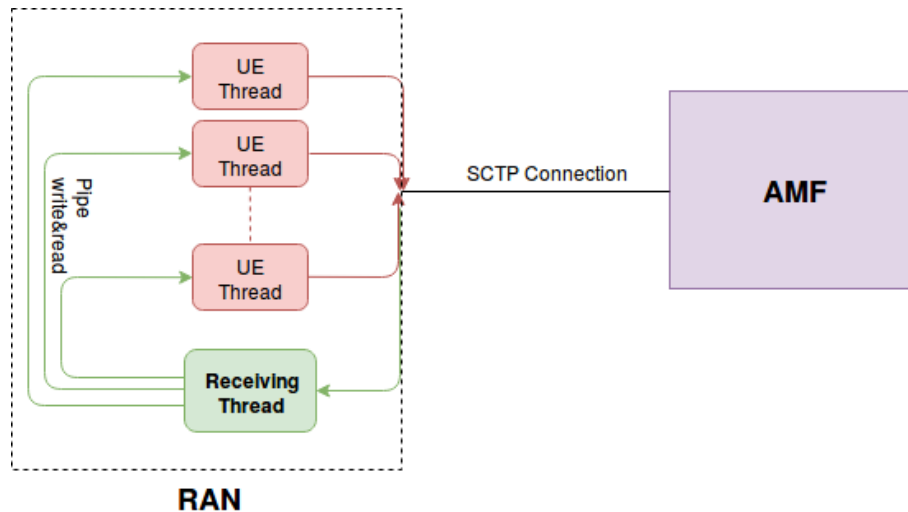 UE
Thread
UE
Thread
Pipe
write&read
SCTP Connection
AMF
UE
Thread
Receiving
Thread
RAN